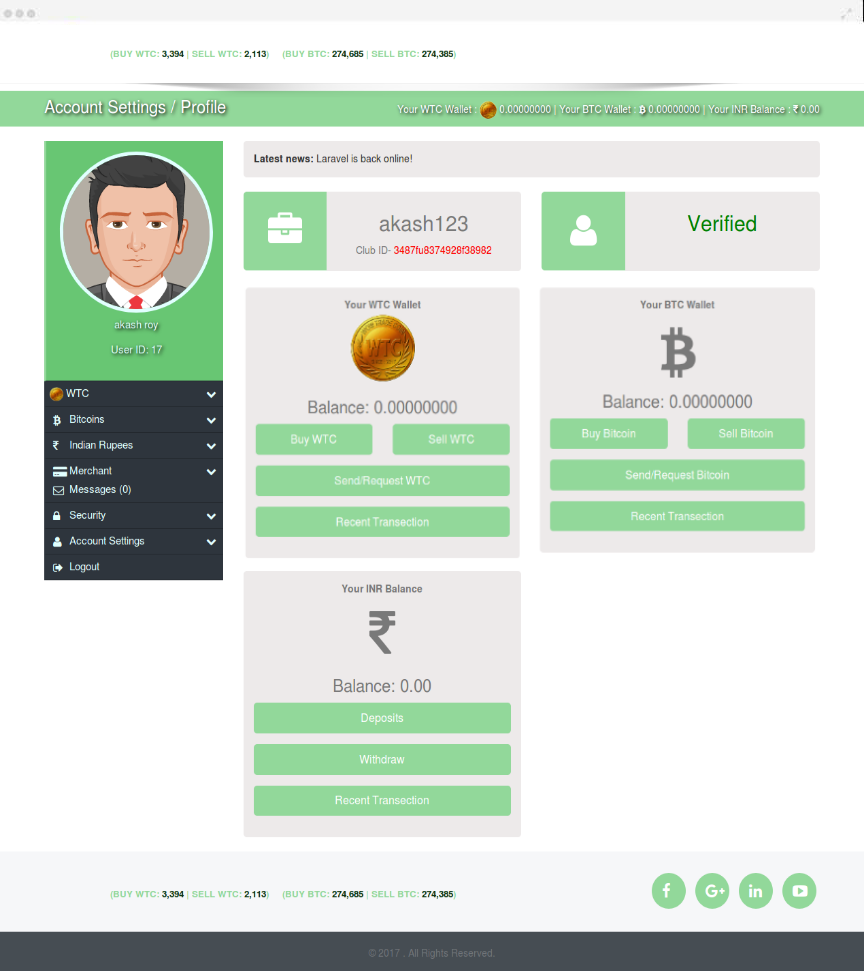 (BUY WTC: 3,394 | SELL WTC: 2,113) (BUY BTC: 274,685 | SELL BTC: 274,385)
Account Settings / Profile
Your WTC Wallet : 0.00000000 | Your BTC Wallet : ฿ 0.00000000 | Your INR Balance : ₹ 0.00
Latest news: Laravel is back online!
akash123
Club ID- 3487fu8374928f38982
Verified
akash roy
User ID: 17
WTC
Bitcoins
₹ Indian Rupees
Merchant
Messages (0)
Security
Account Settings
Logout
Your WTC Wallet
WTC
Balance: 0.00000000
Buy WTC
Sell WTC
Send/Request WTC
Recent Transection
Your BTC Wallet
Balance: 0.00000000
Buy Bitcoin
Sell Bitcoin
Send/Request Bitcoin
Recent Transection
Your INR Balance
₹
Balance: 0.00
Deposits
Withdraw
Recent Transection
(BUY WTC: 3,394 | SELL WTC: 2,113) (BUY BTC: 274,685 | SELL BTC: 274,385)
© 2017 . All Rights Reserved.